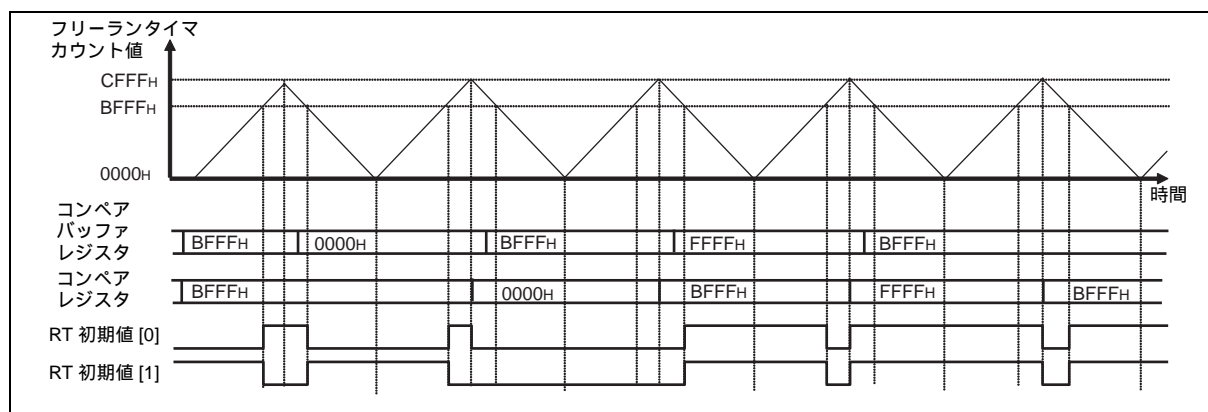 フリーランタイマ
カウント値
CFFFH
BFFFH
0000H
時間
コンペア
バッファ
レジスタ
BFFFH
0000H
BFFFH
FFFFH
BFFFH
コンペア
レジスタ
BFFFH
0000H
BFFFH
FFFFH
BFFFH
RT 初期値 [0]
RT 初期値 [1]